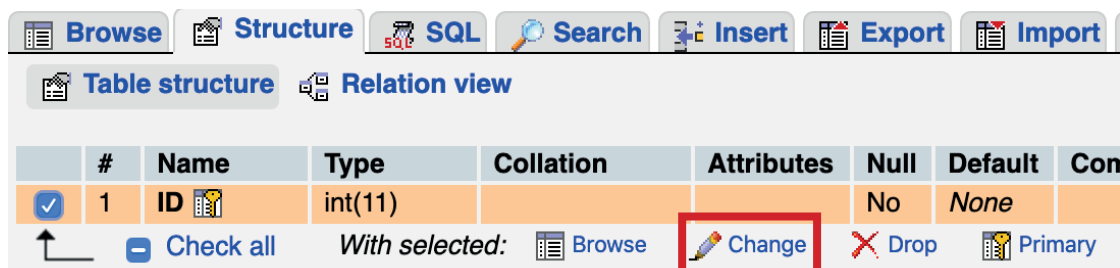 Browse Structure SQL Search Insert Export Import
Table structure Relation view
# Name Type Collation Attributes Null Default Com
1 ID int(11) No None
Check all With selected: Browse Change Drop Primary